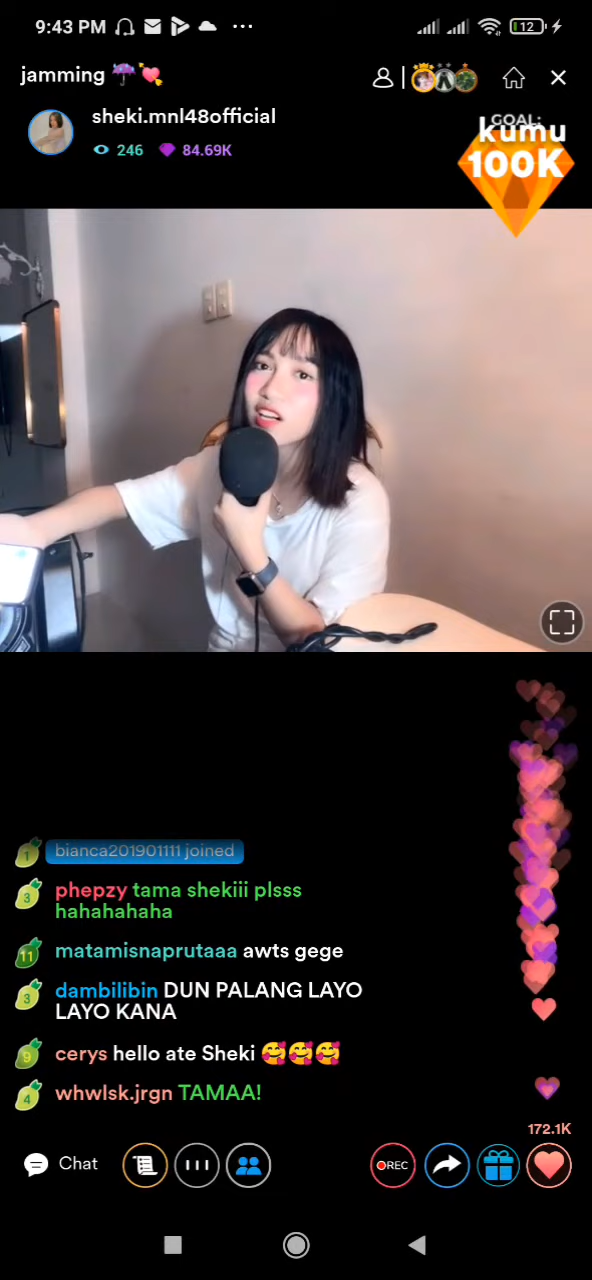 9:43 PM
12
jamming
sheki.mnl48official
246
84.69K
GOAL:
kumu
100K
1
bianca201901111 joined
3
phepzy tama shekiii plsss
hahahahaha
11
matamisnaprutaaa awts gege
3
dambilibin DUN PALANG LAYO
LAYO KANA
9
cerys hello ate Sheki
4
whwlsk.jrgn TAMAA!
172.1K
Chat
REC